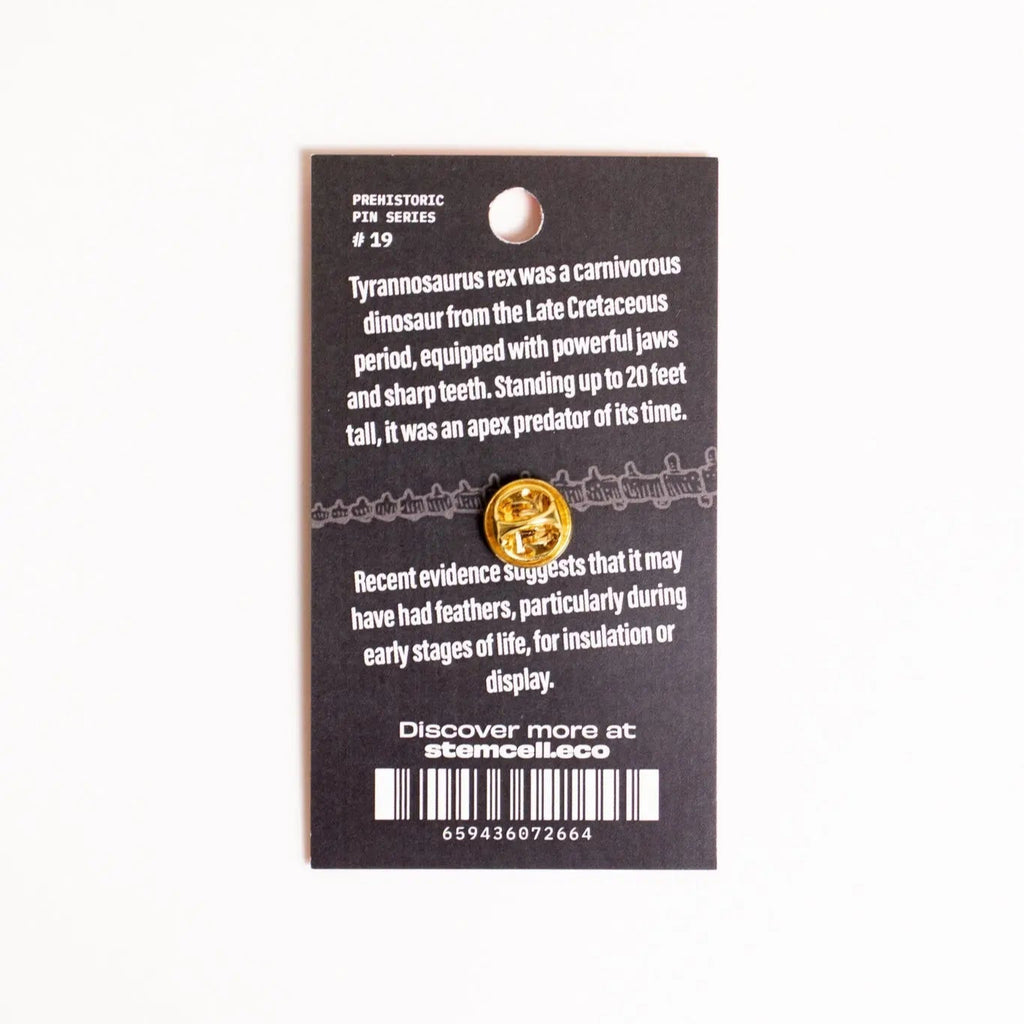 PREHISTORIC
PIN SERIES
# 19
Tyrannosaurus rex was a carnivorous
dinosaur from the Late Cretaceous
period, equipped with powerful jaws
and sharp teeth. Standing up to 20 feet
tall, it was an apex predator of its time.
Recent evidence suggests that it may
have had feathers, particularly during
early stages of life, for insulation or
display.
Discover more at
stemcell.eco
659436072664